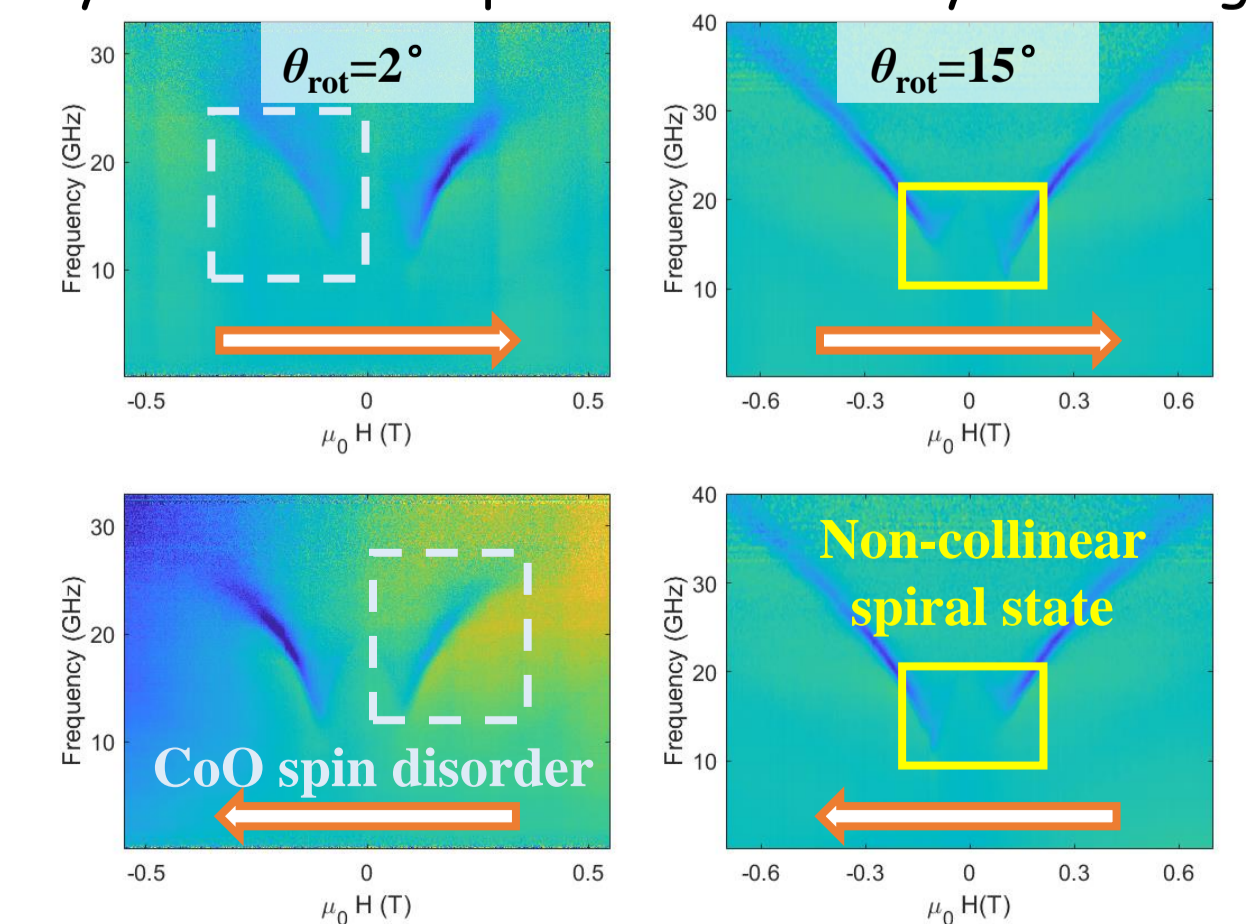 θrot=2°
θrot=15°
30
20
10
Frequency (GHz)
-0.5 0 0.5
μ0 H (T)
40
30
20
10
Frequency (GHz)
-0.6 -0.3 0 0.3 0.6
μ0 H(T)
30
20
10
Frequency (GHz)
CoO spin disorder
-0.5 0 0.5
μ0 H (T)
40
30
20
10
Frequency (GHz)
Non-collinear
spiral state
-0.6 -0.3 0 0.3 0.6
μ0 H(T)